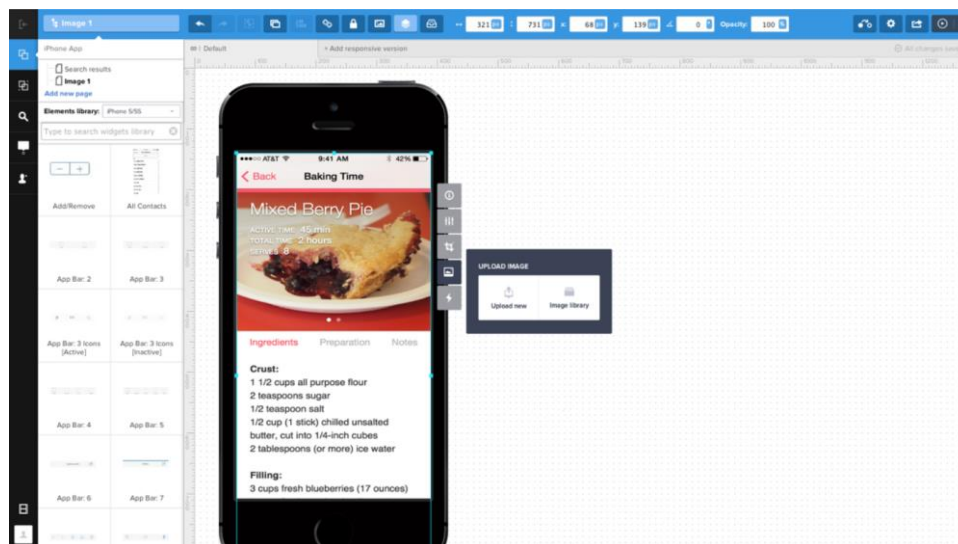 Image 1
321 px
731 px
x: 68 px
y: 139 px
0 °
Opacity: 100 %
iPhone App
Default
+ Add responsive version
All changes saved
Search results
Image 1
Add new page
Elements library: iPhone 5/5S
Type to search widgets library
Add/Remove
All Contacts
App Bar: 2
App Bar: 3
App Bar: 3 Icons [Active]
App Bar: 3 Icons [Inactive]
App Bar: 4
App Bar: 5
App Bar: 6
App Bar: 7
AT&T
9:41 AM
42%
Back
Baking Time
Mixed Berry Pie
ACTIVE TIME 45 min
TOTAL TIME 2 hours
SERVES 8
Ingredients
Preparation
Notes
Crust:
1 1/2 cups all purpose flour
2 teaspoons sugar
1/2 teaspoon salt
1/2 cup (1 stick) chilled unsalted
butter, cut into 1/4-inch cubes
2 tablespoons (or more) ice water
Filling:
3 cups fresh blueberries (17 ounces)
UPLOAD IMAGE
Upload new
Image library